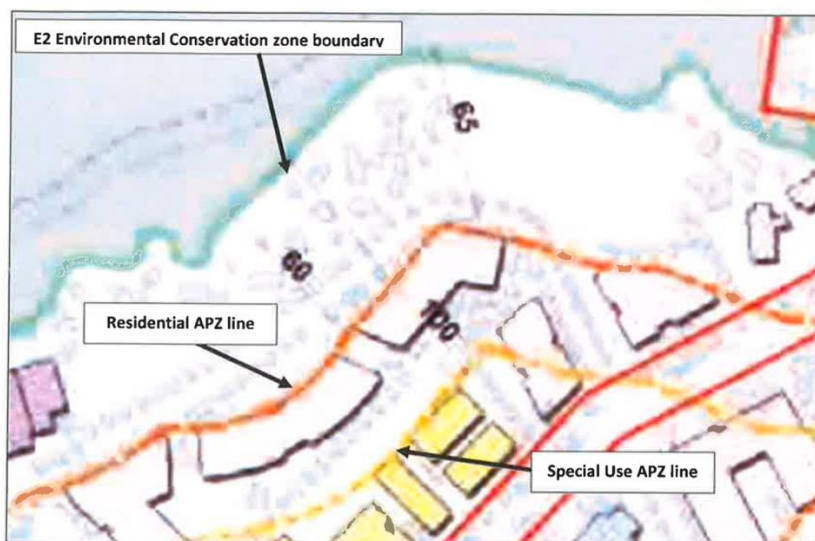 E2 Environmental Conservation zone boundary
65
60
Residential APZ line
100
Special Use APZ line